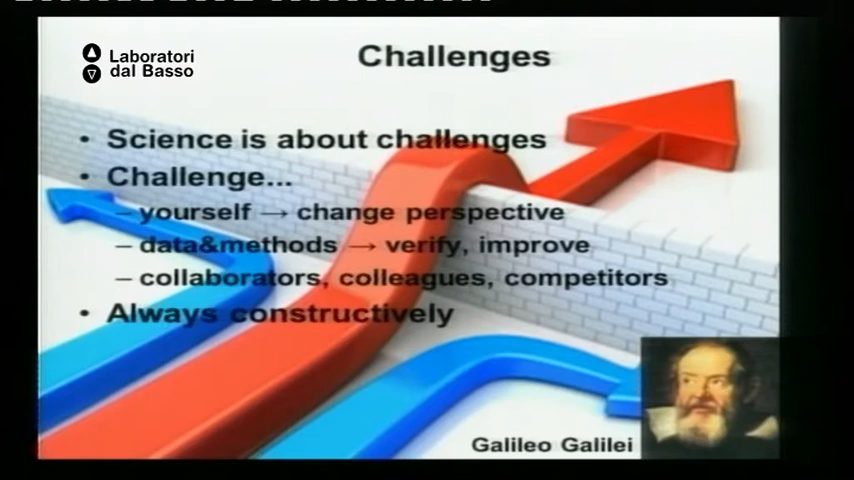 Laboratori
dal Basso
Challenges
• Science is about challenges
• Challenge...
– yourself → change perspective
– data&methods → verify, improve
– collaborators, colleagues, competitors
• Always constructively
Galileo Galilei